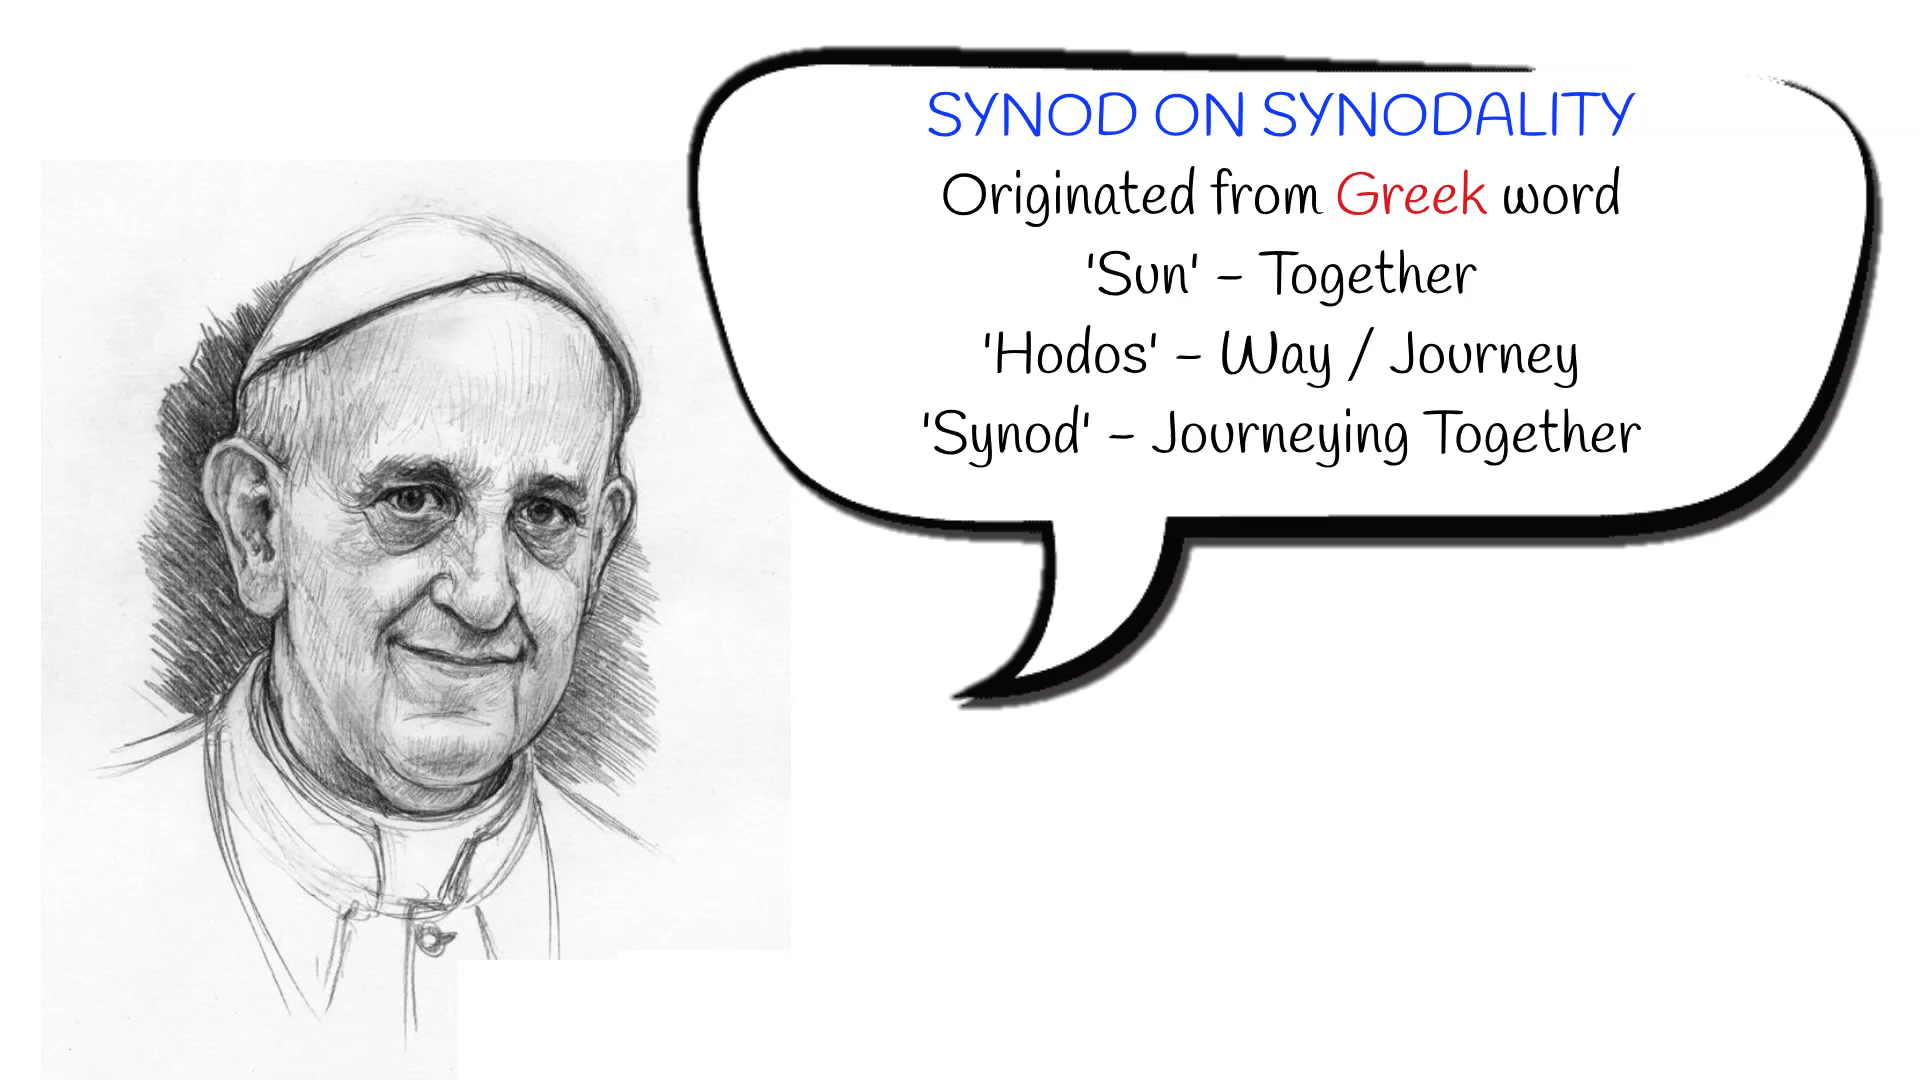 SYNOD ON SYNODALITY
Originated from Greek word
'Sun' – Together
'Hodos' – Way / Journey
'Synod' – Journeying Together